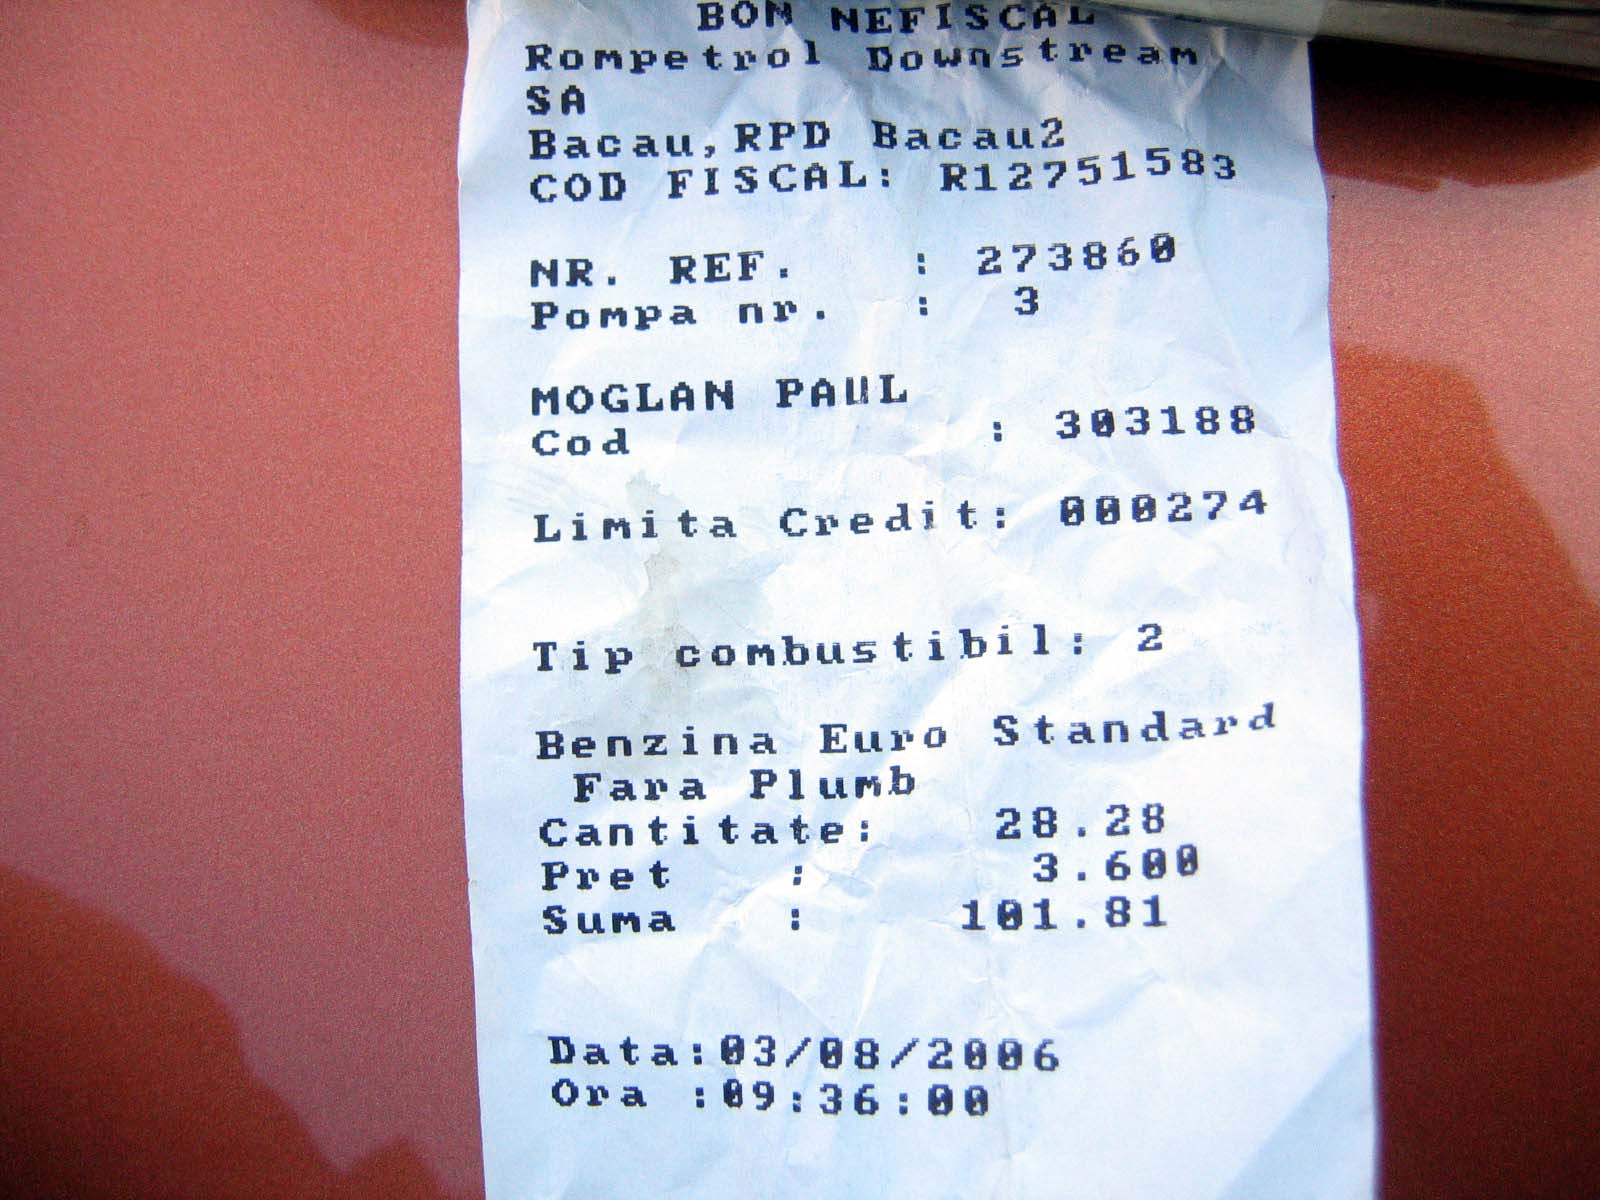 BON NEFISCAL
Rompetrol Downstream
SA
Bacau,RPD Bacau2
COD FISCAL: R12751583
NR. REF. : 273860
Pompa nr. : 3
MOGLAN PAUL
Cod : 303188
Limita Credit: 000274
Tip combustibil: 2
Benzina Euro Standard
Fara Plumb
Cantitate: 28.28
Pret : 3.600
Suma : 101.81
Data:03/08/2006
Ora :09:36:00